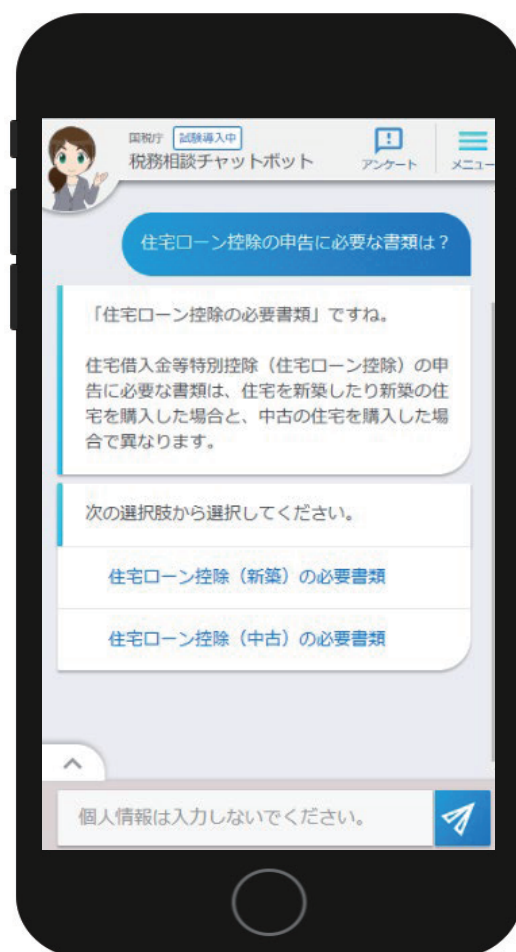 国税庁 試験導入中
税務相談チャットボット
アンケート
メニュー
住宅ローン控除の申告に必要な書類は？
「住宅ローン控除の必要書類」ですね。
住宅借入金等特別控除（住宅ローン控除）の申
告に必要な書類は、住宅を新築したり新築の住
宅を購入した場合と、中古の住宅を購入した場
合で異なります。
次の選択肢から選択してください。
住宅ローン控除（新築）の必要書類
住宅ローン控除（中古）の必要書類
個人情報は入力しないでください。